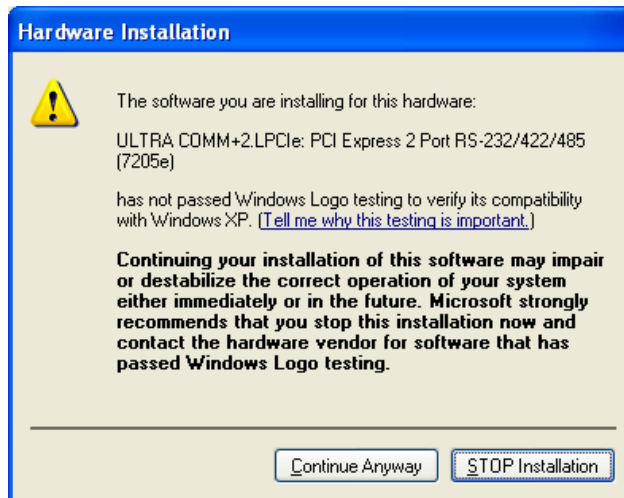 Hardware Installation
The software you are installing for this hardware:
ULTRA COMM+2.LPCIe: PCI Express 2 Port RS-232/422/485
(7205e)
has not passed Windows Logo testing to verify its compatibility
with Windows XP. (Tell me why this testing is important.)
Continuing your installation of this software may impair
or destabilize the correct operation of your system
either immediately or in the future. Microsoft strongly
recommends that you stop this installation now and
contact the hardware vendor for software that has
passed Windows Logo testing.
Continue Anyway
STOP Installation